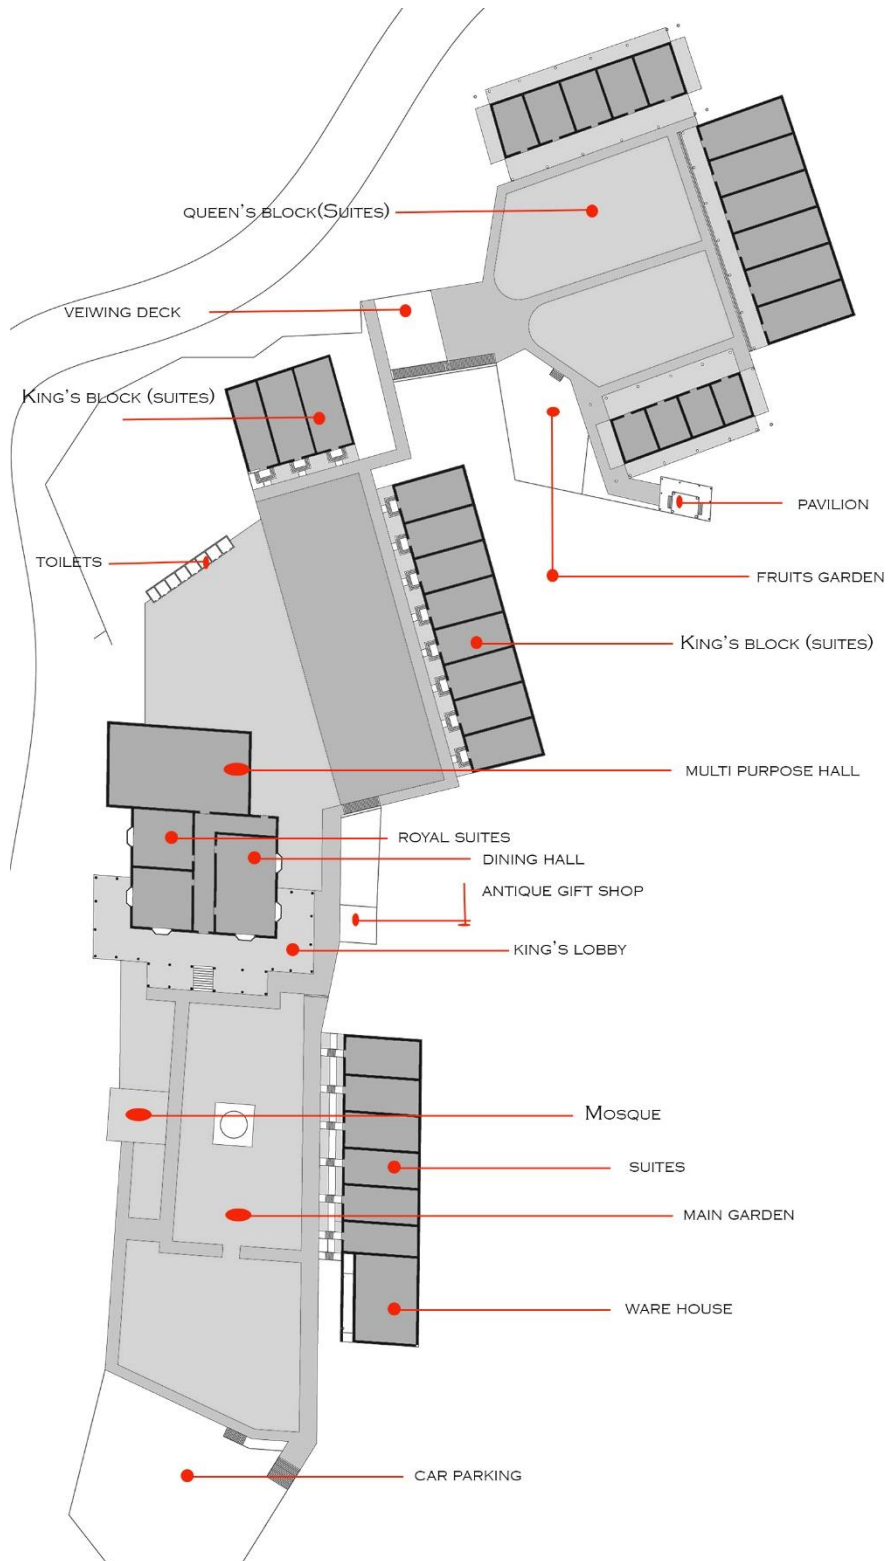 QUEEN'S BLOCK(SUITES)
VEIWING DECK
KING'S BLOCK (SUITES)
PAVILION
TOILETS
FRUITS GARDEN
KING'S BLOCK (SUITES)
MULTI PURPOSE HALL
ROYAL SUITES
DINING HALL
ANTIQUE GIFT SHOP
KING'S LOBBY
MOSQUE
SUITES
MAIN GARDEN
WARE HOUSE
CAR PARKING